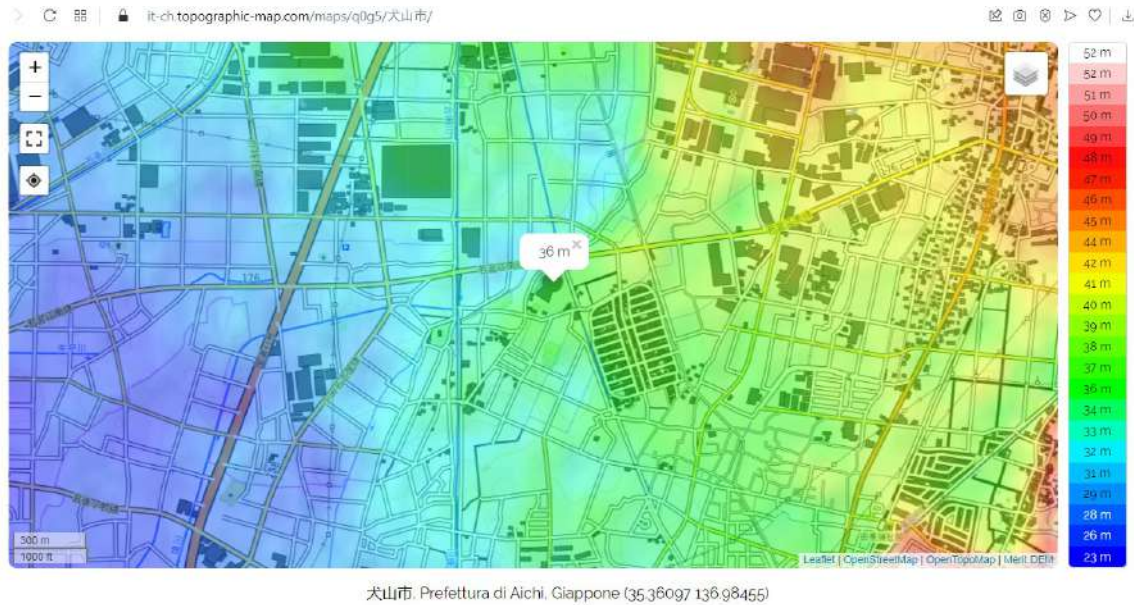 it-ch.topographic-map.com/maps/q0g5/犬山市/
+
−
36 m
×
176
300 m
1000 ft
Leaflet | OpenStreetMap | OpenTopoMap | Merit DEM
52 m
52 m
51 m
50 m
49 m
48 m
47 m
46 m
45 m
44 m
42 m
41 m
40 m
39 m
38 m
37 m
36 m
34 m
33 m
32 m
31 m
29 m
28 m
26 m
23 m
犬山市, Prefettura di Aichi, Giappone (35.36097 136.98455)